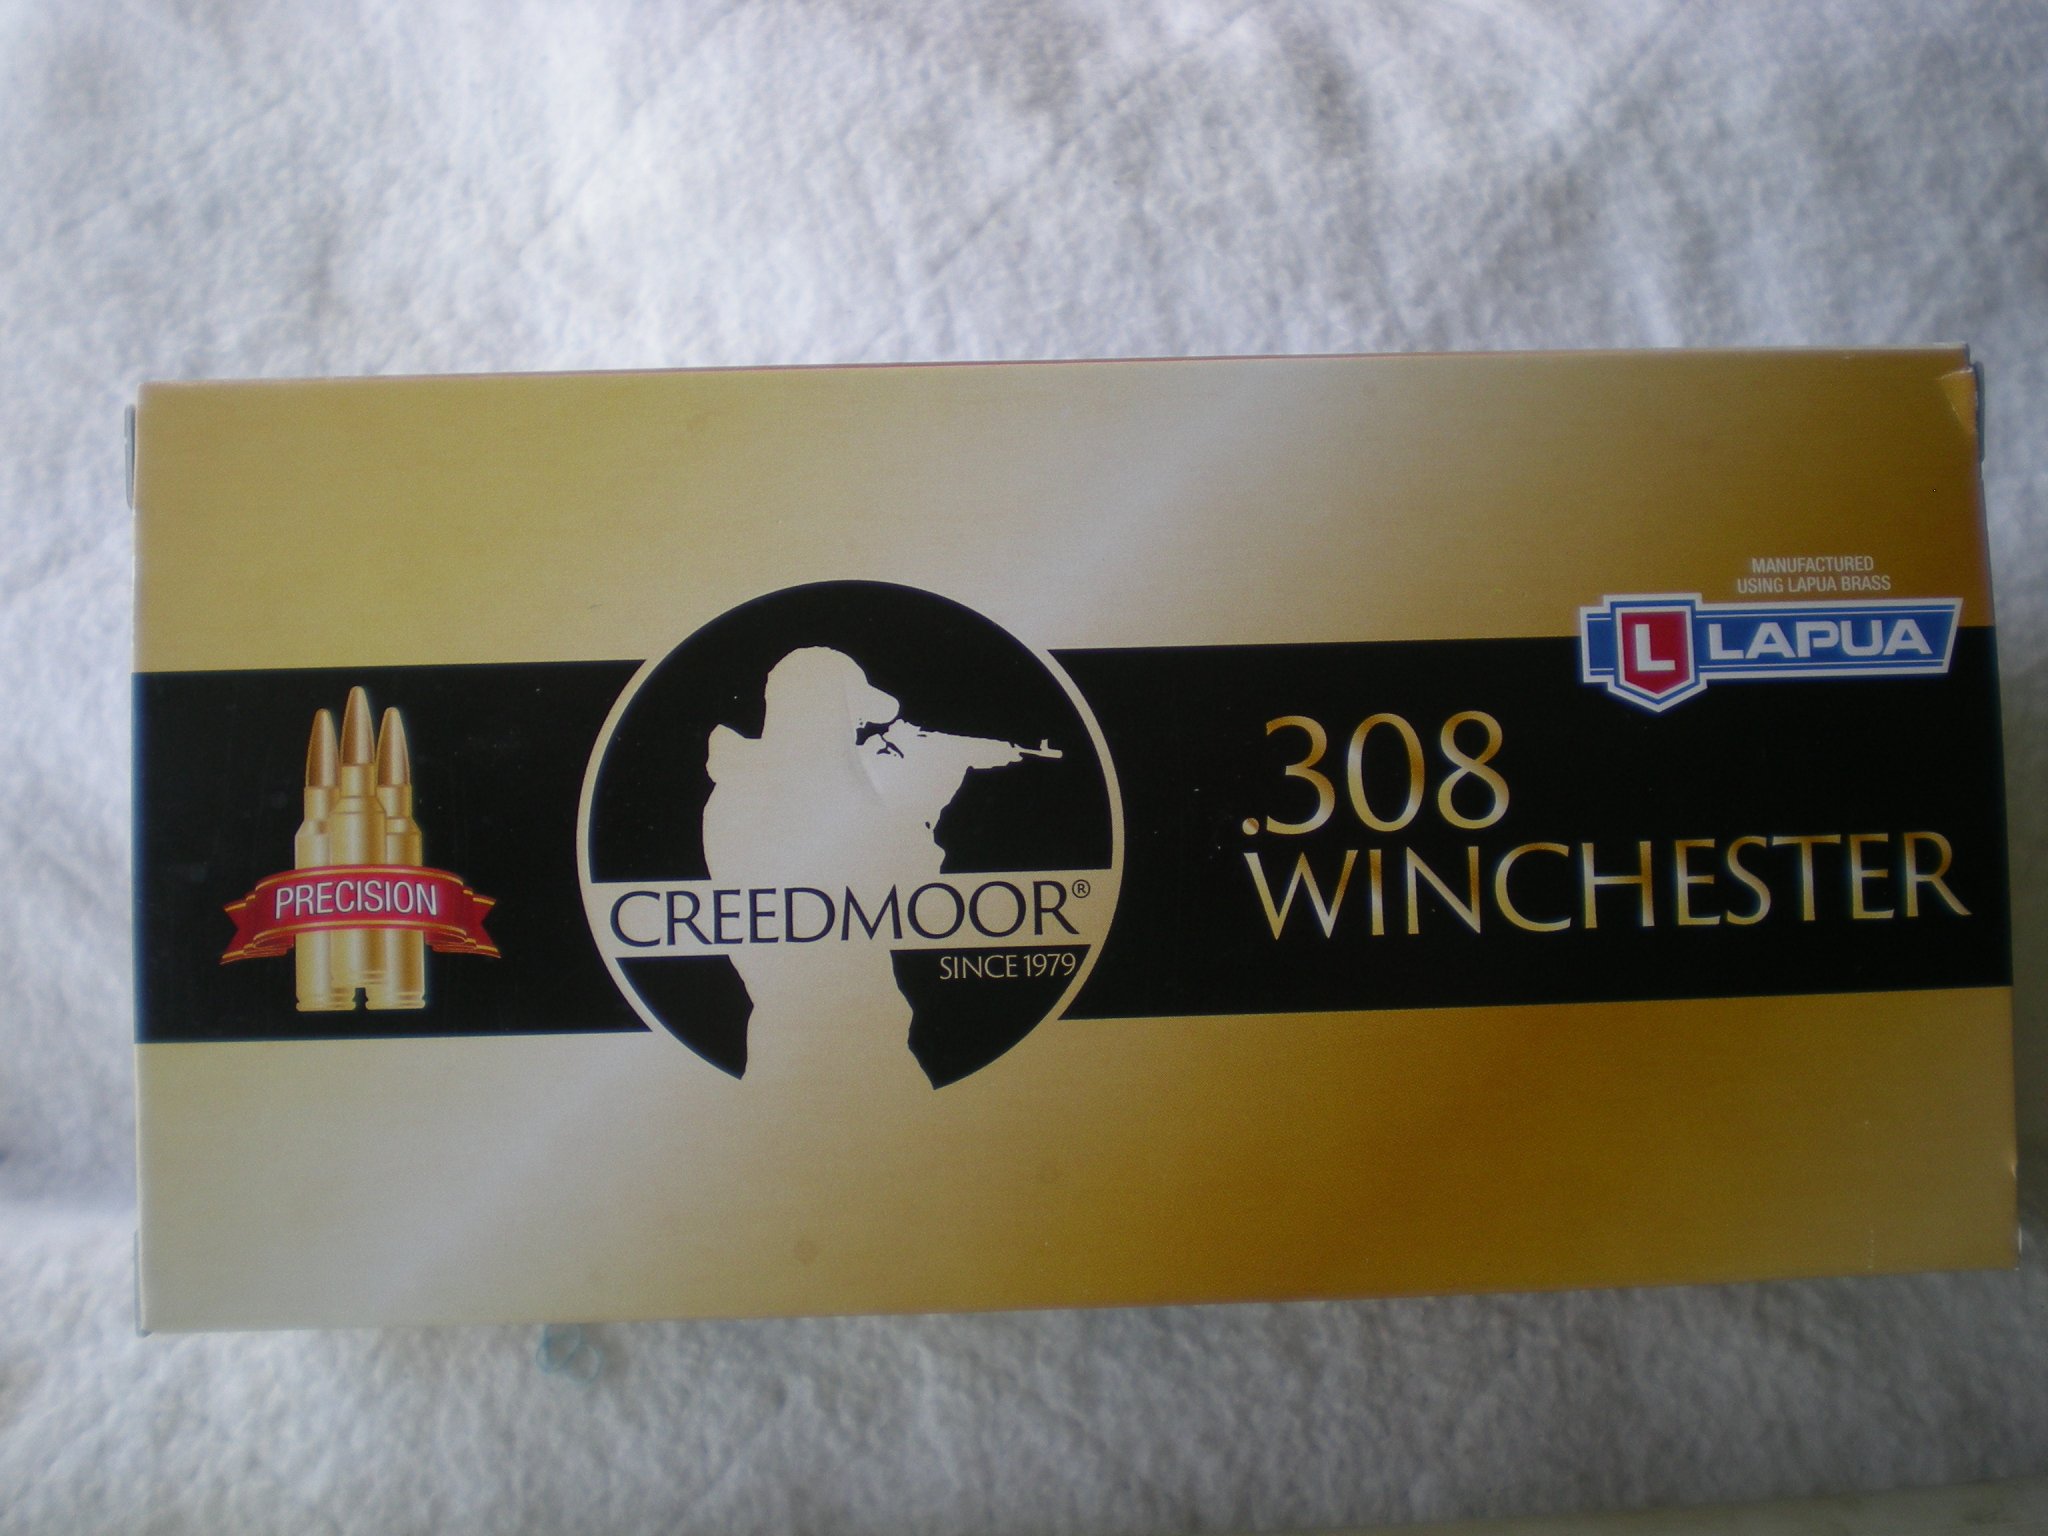 MANUFACTURED
USING LAPUA BRASS
L LAPUA
.308
WINCHESTER
PRECISION
CREEDMOOR®
SINCE 1979